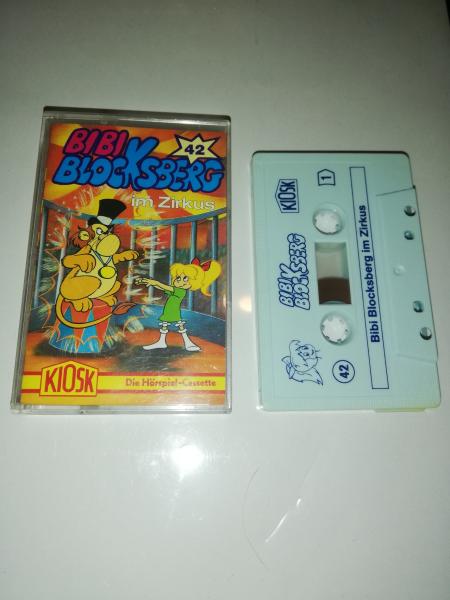 BIBI
BLOCKSBERG
42
im Zirkus
KIOSK
Die Hörspiel-Cassette
KIOSK
1
BIBI
BLOCKSBERG
Bibi Blocksberg im Zirkus
42